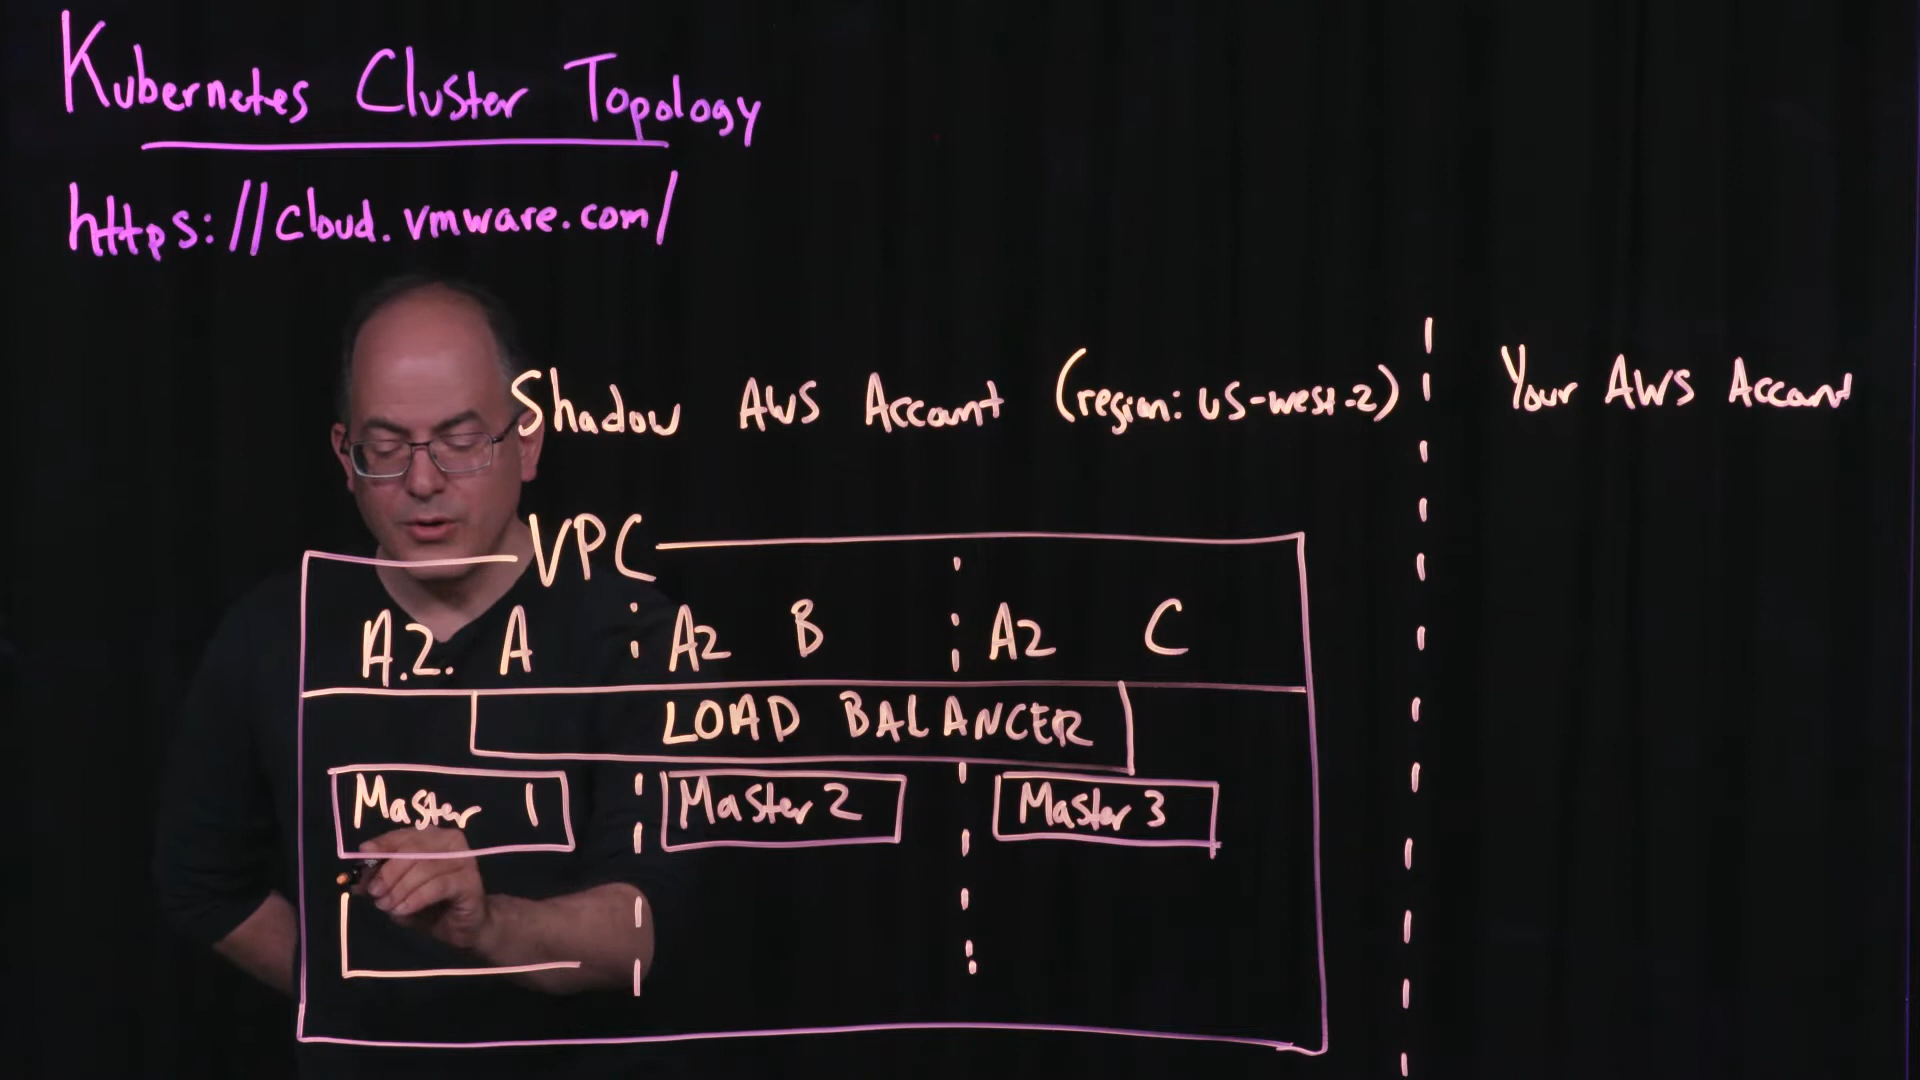 Kubernetes Cluster Topology
https://cloud.vmware.com/
Shadow AWS Account (region: US-west-2)
Your AWS Account
VPC
A.Z. A
AZ B
AZ C
LOAD BALANCER
Master 1
Master 2
Master 3